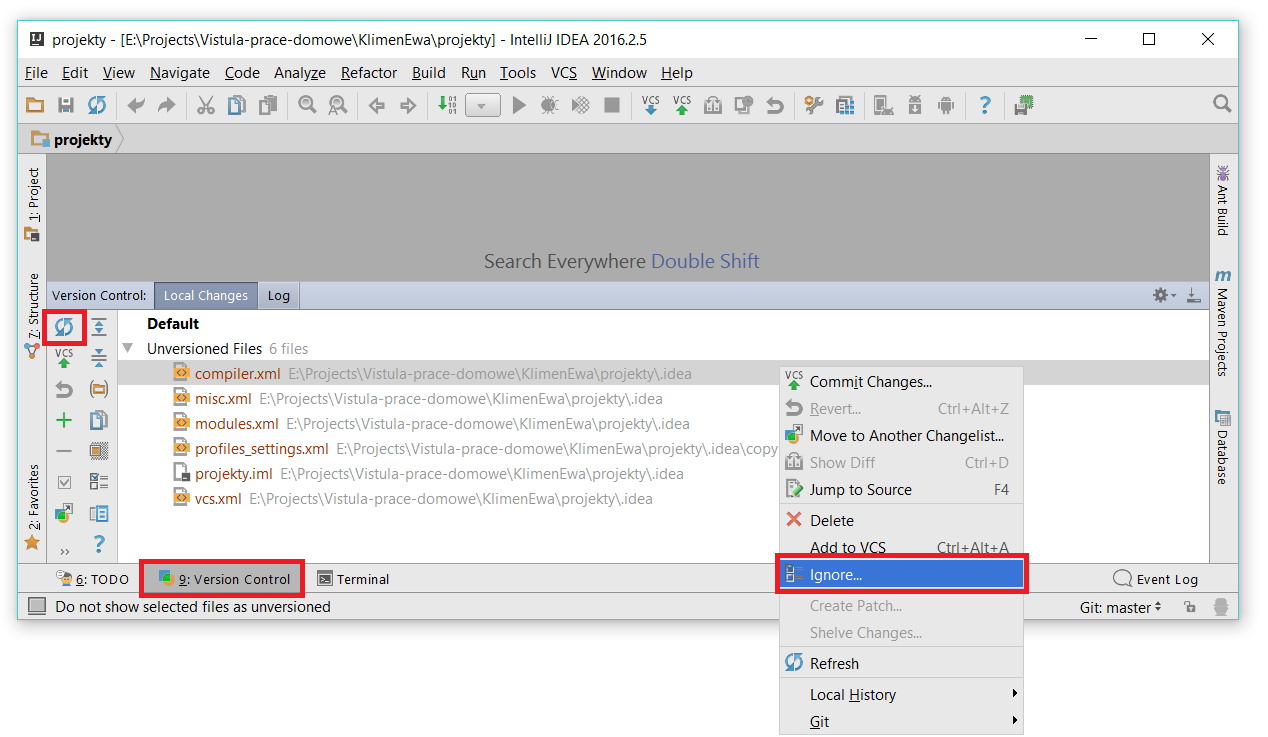 projekty - [E:\Projects\Vistula-prace-domowe\KlimenEwa\projekty] - IntelliJ IDEA 2016.2.5
File Edit View Navigate Code Analyze Refactor Build Run Tools VCS Window Help
VCS VCS
projekty
1: Project
7: Structure
2: Favorites
Search Everywhere Double Shift
Version Control: Local Changes Log
VCS
Default
Unversioned Files 6 files
compiler.xml E:\Projects\Vistula-prace-domowe\KlimenEwa\projekty\.idea
misc.xml E:\Projects\Vistula-prace-domowe\KlimenEwa\projekty\.idea
modules.xml E:\Projects\Vistula-prace-domowe\KlimenEwa\projekty\.idea
profiles_settings.xml E:\Projects\Vistula-prace-domowe\KlimenEwa\projekty\.idea\copy
projekty.iml E:\Projects\Vistula-prace-domowe\KlimenEwa\projekty\.idea
vcs.xml E:\Projects\Vistula-prace-domowe\KlimenEwa\projekty\.idea
VCS Commit Changes...
Revert... Ctrl+Alt+Z
Move to Another Changelist...
Show Diff Ctrl+D
Jump to Source F4
Delete
Add to VCS Ctrl+Alt+A
Ignore...
Create Patch...
Shelve Changes...
Refresh
Local History
Git
Ant Build
m Maven Projects
Database
6: TODO 9: Version Control Terminal Event Log
Do not show selected files as unversioned Git: master